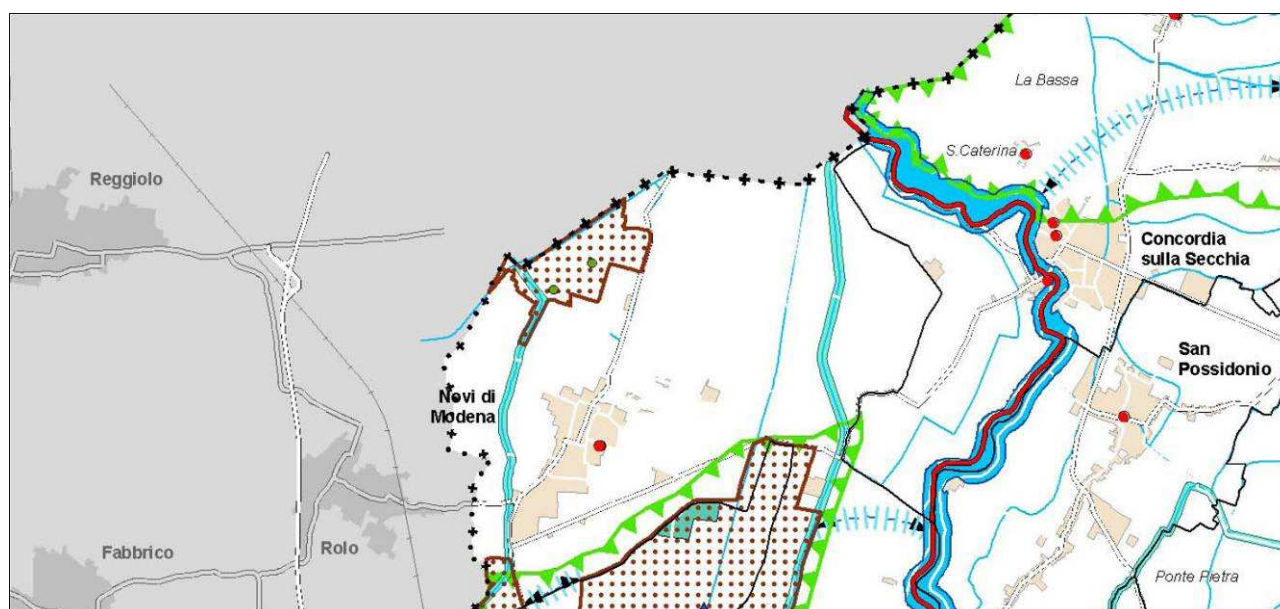 La Bassa
S.Caterina
Reggiolo
Concordia
sulla Secchia
San
Possidonio
Novi di
Modena
Fabbrico
Rolo
Ponte Pietra